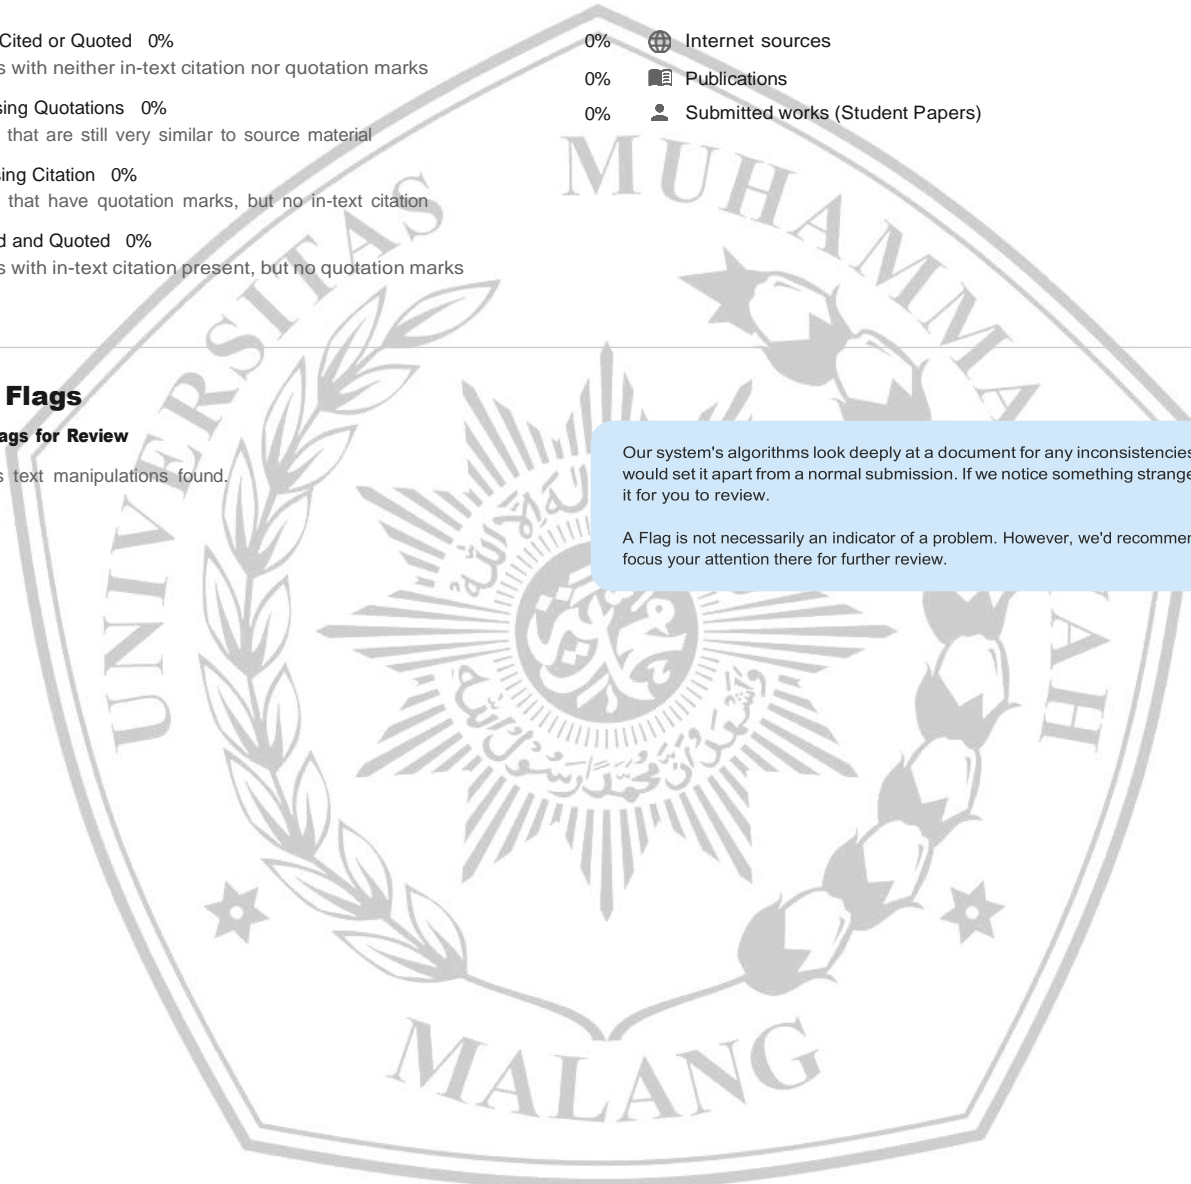 Cited or Quoted 0%
s with neither in-text citation nor quotation marks
sing Quotations 0%
that are still very similar to source material
sing Citation 0%
that have quotation marks, but no in-text citation
d and Quoted 0%
s with in-text citation present, but no quotation marks
0% Internet sources
0% Publications
0% Submitted works (Student Papers)
Flags
ags for Review
s text manipulations found.
Our system's algorithms look deeply at a document for any inconsistencies
would set it apart from a normal submission. If we notice something strange
it for you to review.
A Flag is not necessarily an indicator of a problem. However, we'd recommen
focus your attention there for further review.
UNIVERSITAS MUHAMMA AH
MALANG